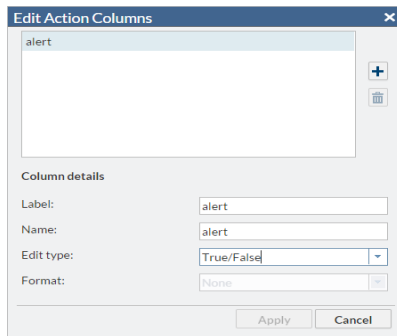 Edit Action Columns
alert
Column details
Label: alert
Name: alert
Edit type: True/False
Format: None
Apply Cancel